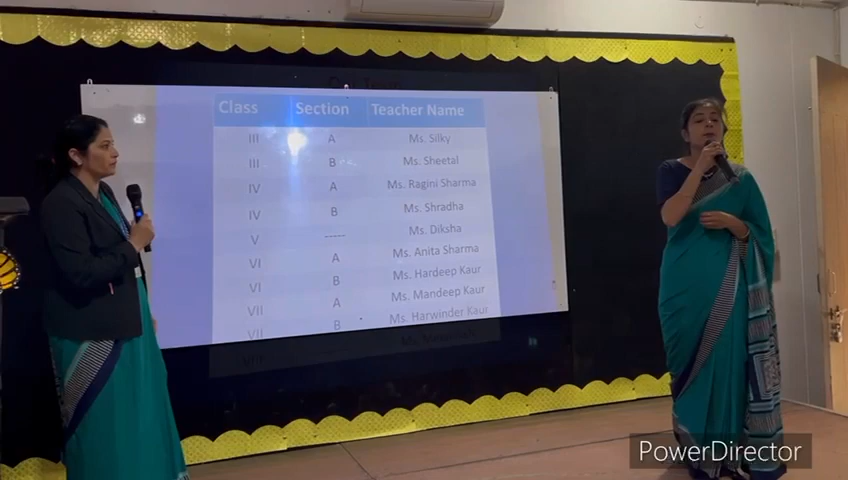 Class Section Teacher Name
III A Ms. Silky
III B Ms. Sheetal
IV A Ms. Ragini Sharma
IV B Ms. Shradha
V ----- Ms. Diksha
VI A Ms. Anita Sharma
VI B Ms. Hardeep Kaur
VII A Ms. Mandeep Kaur
VII B Ms. Harwinder Kaur
PowerDirector